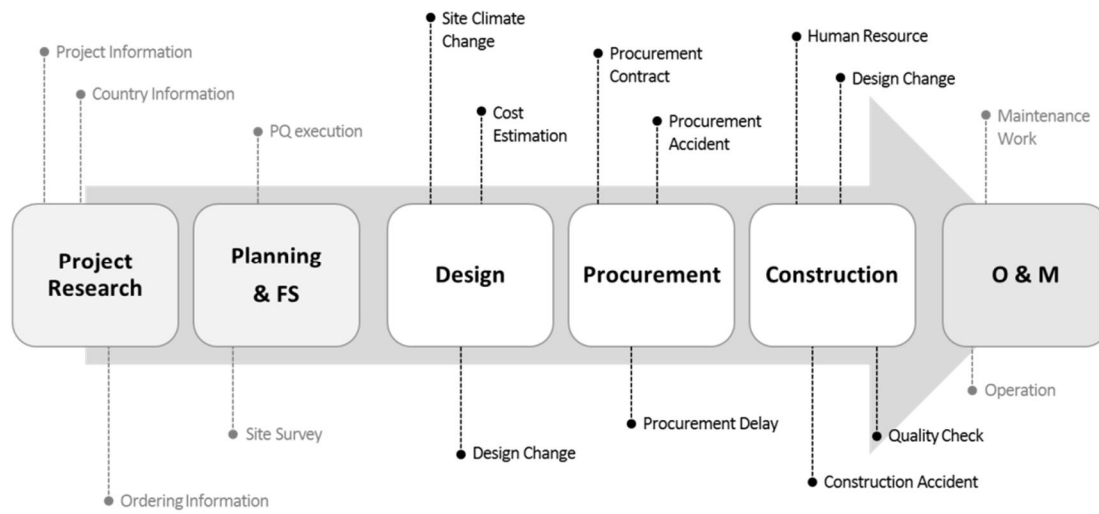 Site Climate
Change
Project Information
Country Information
PQ execution
Cost
Estimation
Procurement
Contract
Procurement
Accident
Human Resource
Design Change
Maintenance
Work
Project
Research
Planning
& FS
Design
Procurement
Construction
O & M
Ordering Information
Site Survey
Design Change
Procurement Delay
Construction Accident
Quality Check
Operation